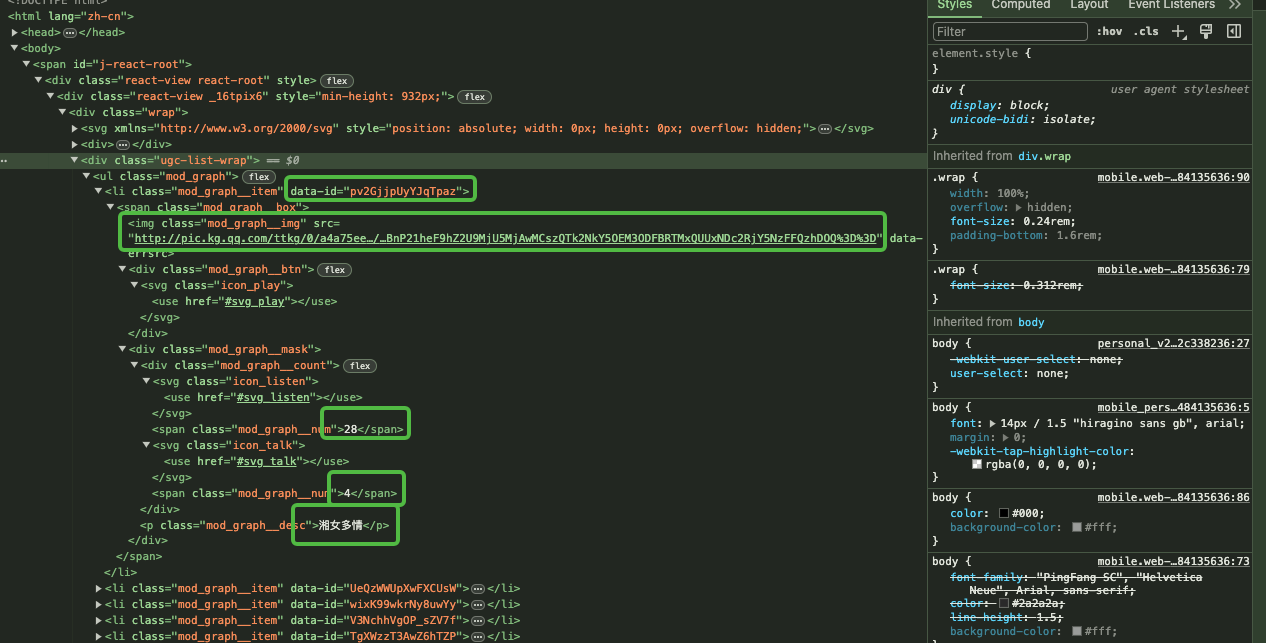 <!DOCTYPE html>
<html lang="zh-cn">
<head>⋯</head>
<body>
<span id="j-react-root">
<div class="react-view react-root" style> flex
<div class="react-view _16tpix6" style="min-height: 932px;"> flex
<div class="wrap">
<svg xmlns="http://www.w3.org/2000/svg" style="position: absolute; width: 0px; height: 0px; overflow: hidden;">⋯</svg>
<div>⋯</div>
<div class="ugc-list-wrap"> == $0
<ul class="mod_graph"> flex
<li class="mod_graph__item" data-id="pv2GjjpUyYJqTpaz">
<span class="mod_graph__box">
<img class="mod_graph__img" src=
"http://pic.kg.qq.com/ttkg/0/a4a75ee…/…BnP21heF9hZ2U9MjU5MjAwMCszQTk2NkY5OEM3ODFBRTMxQUUxNDc2RjY5NzFFQzhDOQ%3D%3D" data-
errsrc>
<div class="mod_graph__btn"> flex
<svg class="icon_play">
<use href="#svg_play"></use>
</svg>
</div>
<div class="mod_graph__mask">
<div class="mod_graph__count"> flex
<svg class="icon_listen">
<use href="#svg_listen"></use>
</svg>
<span class="mod_graph__num">28</span>
<svg class="icon_talk">
<use href="#svg_talk"></use>
</svg>
<span class="mod_graph__num">4</span>
</div>
<p class="mod_graph__desc">湘女多情</p>
</div>
</span>
</li>
<li class="mod_graph__item" data-id="UeQzWWUpXwFXCUsW">⋯</li>
<li class="mod_graph__item" data-id="wixK99wkrNy8uwYy">⋯</li>
<li class="mod_graph__item" data-id="V3NchhVgOP_sZV7f">⋯</li>
<li class="mod_graph__item" data-id="TgXWzzT3AwZ6hTZP">⋯</li>
Styles Computed Layout Event Listeners
Filter :hov .cls
element.style {
}
div { user agent stylesheet
display: block;
unicode-bidi: isolate;
}
Inherited from div.wrap
.wrap { mobile.web-…84135636:90
width: 100%;
overflow: hidden;
font-size: 0.24rem;
padding-bottom: 1.6rem;
}
.wrap { mobile.web-…84135636:79
font-size: 0.312rem;
}
Inherited from body
body { personal_v2…2c338236:27
-webkit-user-select: none;
user-select: none;
}
body { mobile_pers…484135636:5
font: 14px / 1.5 "hiragino sans gb", arial;
margin: 0;
-webkit-tap-highlight-color:
rgba(0, 0, 0, 0);
}
body { mobile.web-…84135636:86
color: #000;
background-color: #fff;
}
body { mobile.web-…84135636:73
font-family: "PingFang SC", "Helvetica
Neue", Arial, sans-serif;
color: #2a2a2a;
line-height: 1.5;
background-color: #fff;